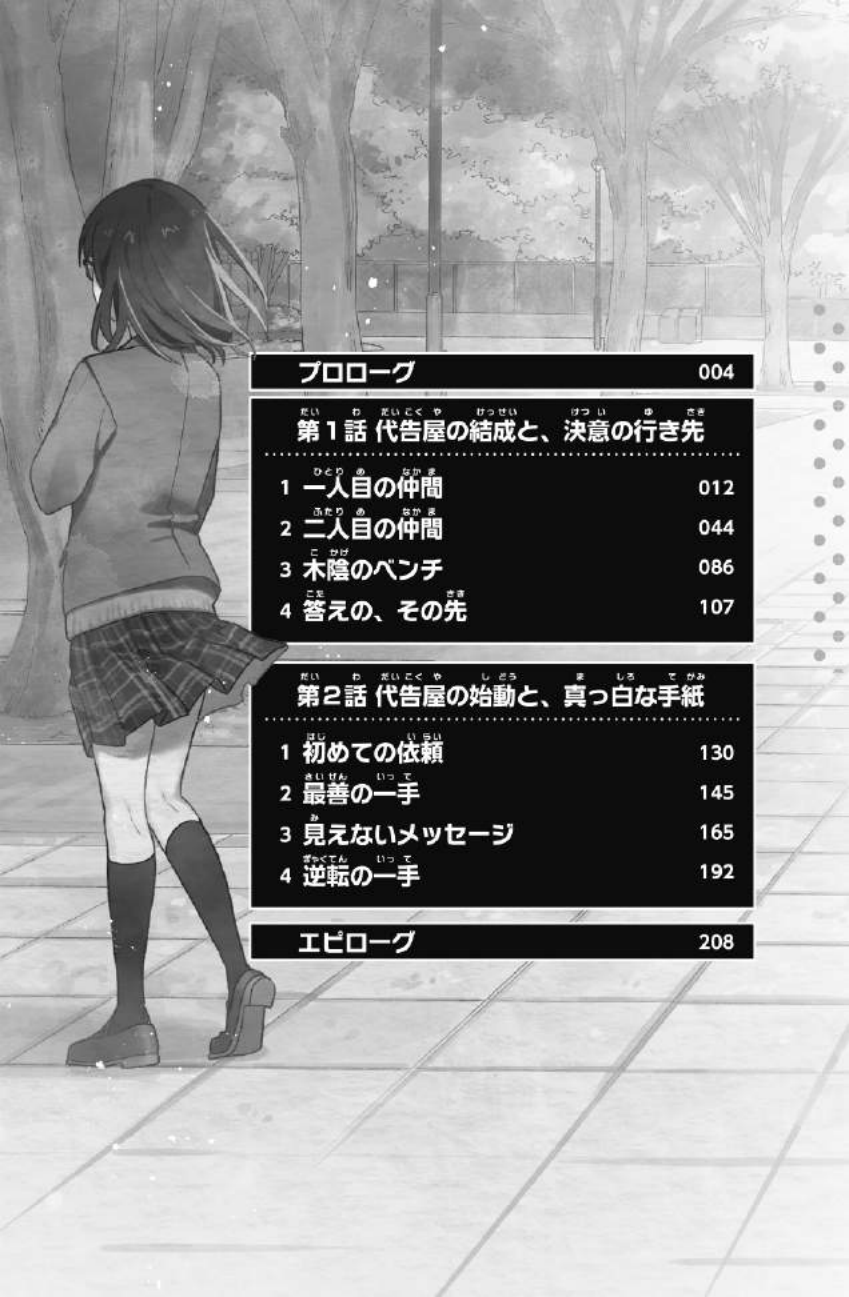 プロローグ 004
第1話 代告屋の結成と、決意の行き先
1 一人目の仲間 012
2 二人目の仲間 044
3 木陰のベンチ 086
4 答えの、その先 107
第2話 代告屋の始動と、真っ白な手紙
1 初めての依頼 130
2 最善の一手 145
3 見えないメッセージ 165
4 逆転の一手 192
エピローグ 208